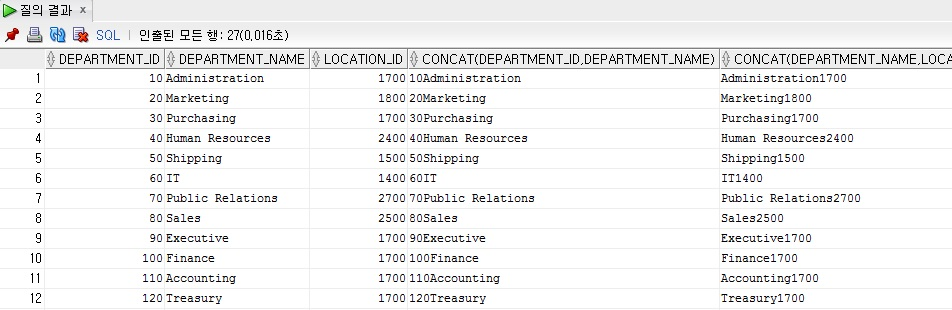 질의 결과 x
SQL | 인출된 모든 행: 27(0,016초)
DEPARTMENT_ID DEPARTMENT_NAME LOCATION_ID CONCAT(DEPARTMENT_ID,DEPARTMENT_NAME) CONCAT(DEPARTMENT_NAME,LOCA
1 10 Administration 1700 10Administration Administration1700
2 20 Marketing 1800 20Marketing Marketing1800
3 30 Purchasing 1700 30Purchasing Purchasing1700
4 40 Human Resources 2400 40Human Resources Human Resources2400
5 50 Shipping 1500 50Shipping Shipping1500
6 60 IT 1400 60IT IT1400
7 70 Public Relations 2700 70Public Relations Public Relations2700
8 80 Sales 2500 80Sales Sales2500
9 90 Executive 1700 90Executive Executive1700
10 100 Finance 1700 100Finance Finance1700
11 110 Accounting 1700 110Accounting Accounting1700
12 120 Treasury 1700 120Treasury Treasury1700